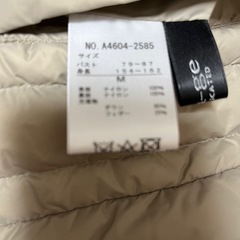 NO. A4604-2585
サイズ
バスト 79〜87
身長 154〜162
M
表地 ナイロン 100%
裏地 ナイロン 100%
詰物 ダウン
フェザー
ge